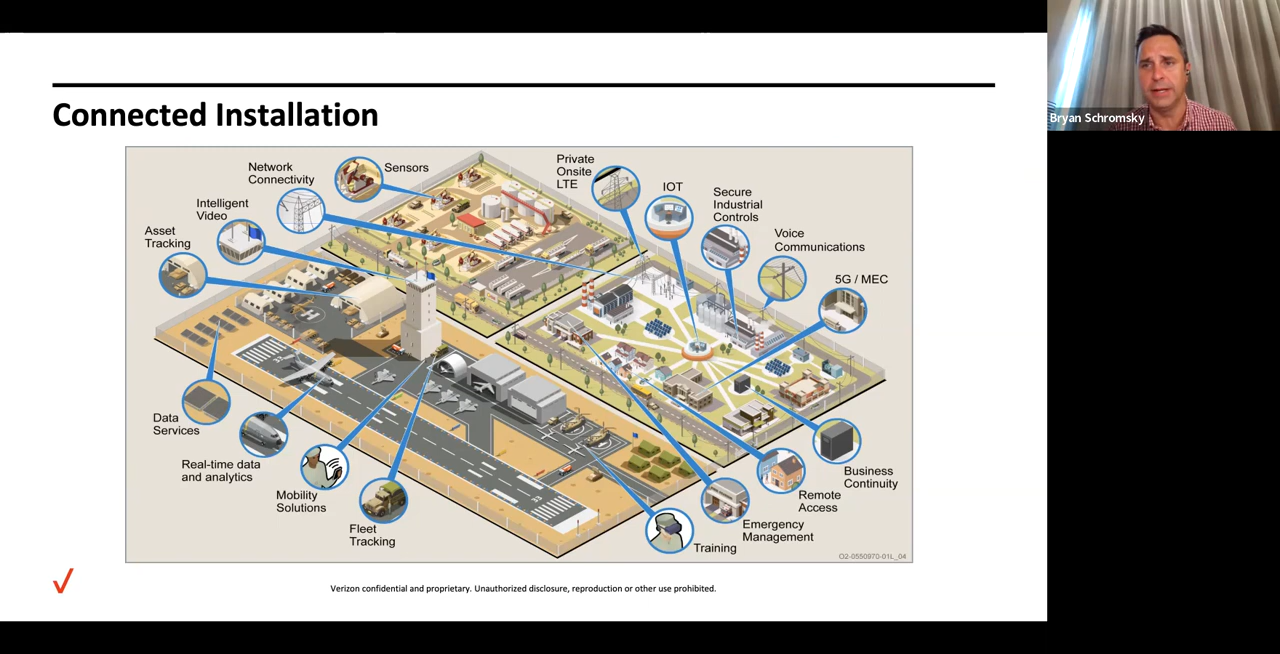 Connected Installation
Network
Connectivity
Sensors
Private
Onsite
LTE
IOT
Secure
Industrial
Controls
Intelligent
Video
Voice
Communications
Asset
Tracking
5G / MEC
Data
Services
Real-time data
and analytics
Mobility
Solutions
Fleet
Tracking
Training
Emergency
Management
Remote
Access
Business
Continuity
O2-0550970-01L_04
Verizon confidential and proprietary. Unauthorized disclosure, reproduction or other use prohibited.
Bryan Schromsky